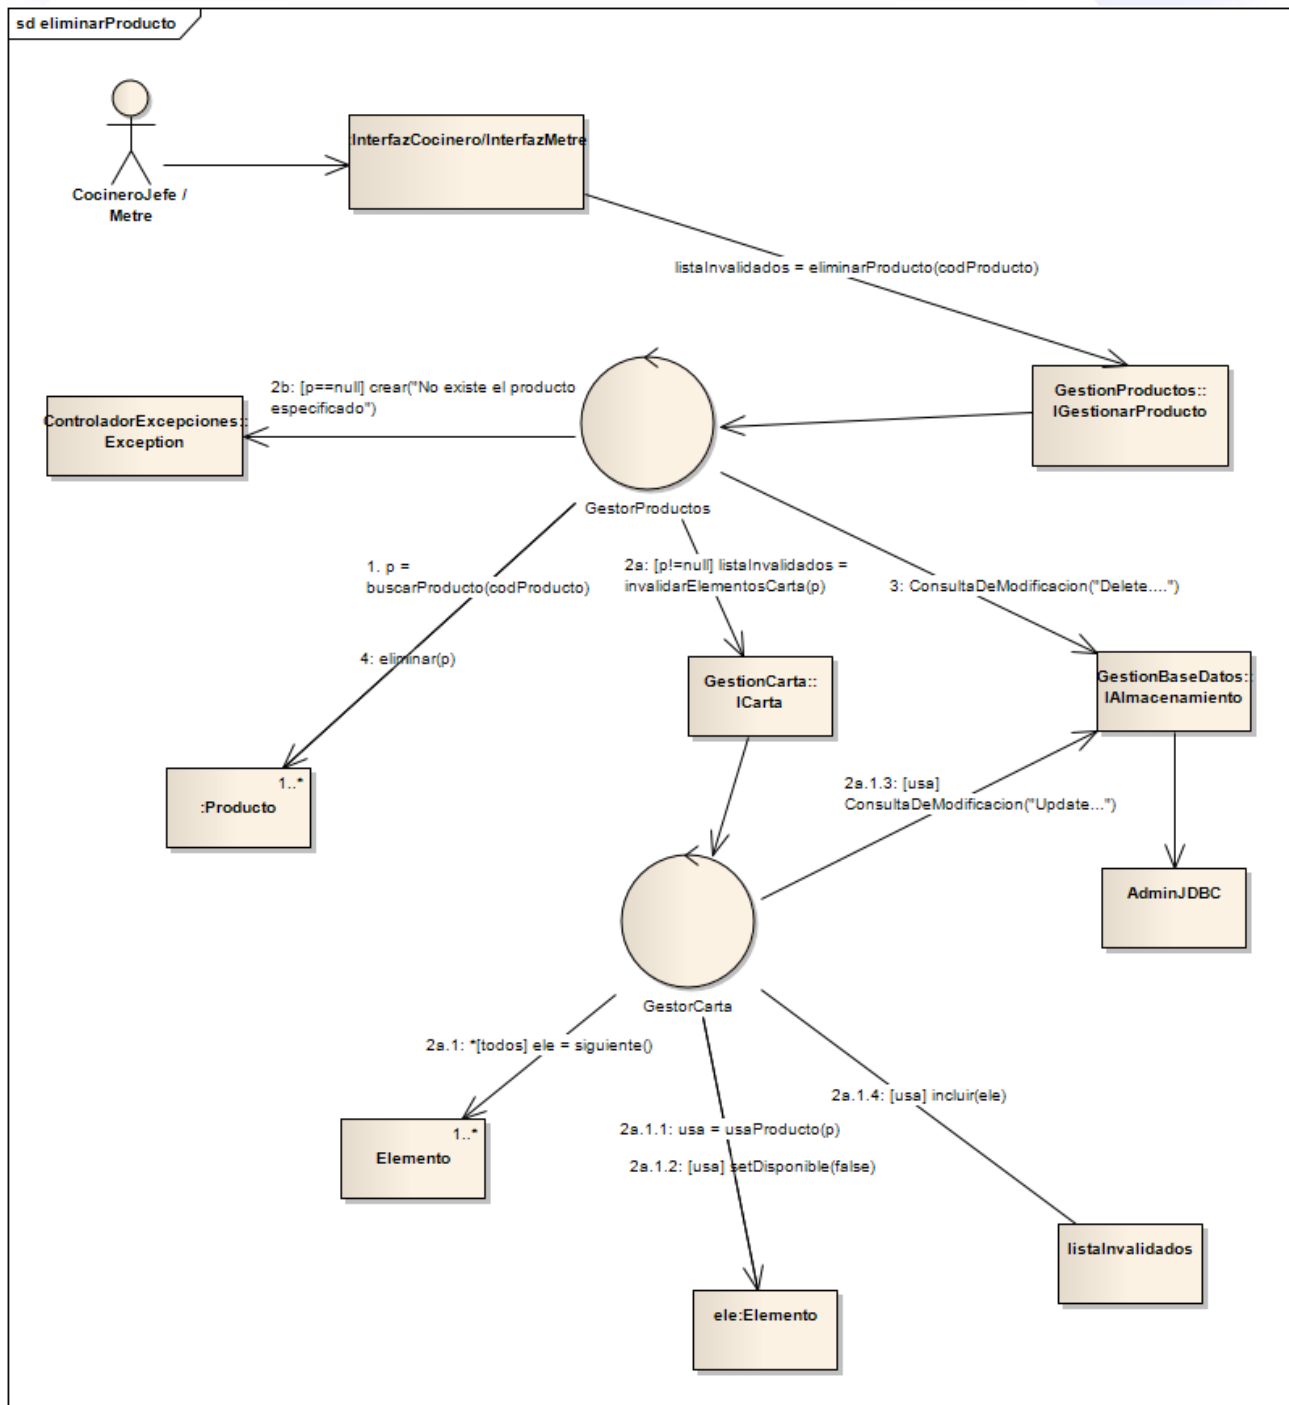 sd eliminarProducto
:InterfazCocinero/InterfazMetre
CocineroJefe /
Metre
listaInvalidados = eliminarProducto(codProducto)
GestionProductos::
IGestionarProducto
2b: [p==null] crear("No existe el producto
especificado")
ControladorExcepciones::
Exception
GestorProductos
1. p =
buscarProducto(codProducto)
2a: [p!=null] listaInvalidados =
invalidarElementosCarta(p)
3: ConsultaDeModificacion("Delete....")
4: eliminar(p)
GestionCarta::
ICarta
GestionBaseDatos::
IAlmacenamiento
1..*
:Producto
2a.1.3: [usa]
ConsultaDeModificacion("Update...")
AdminJDBC
GestorCarta
2a.1: *[todos] ele = siguiente()
2a.1.4: [usa] incluir(ele)
1..*
Elemento
2a.1.1: usa = usaProducto(p)
2a.1.2: [usa] setDisponible(false)
listaInvalidados
ele:Elemento